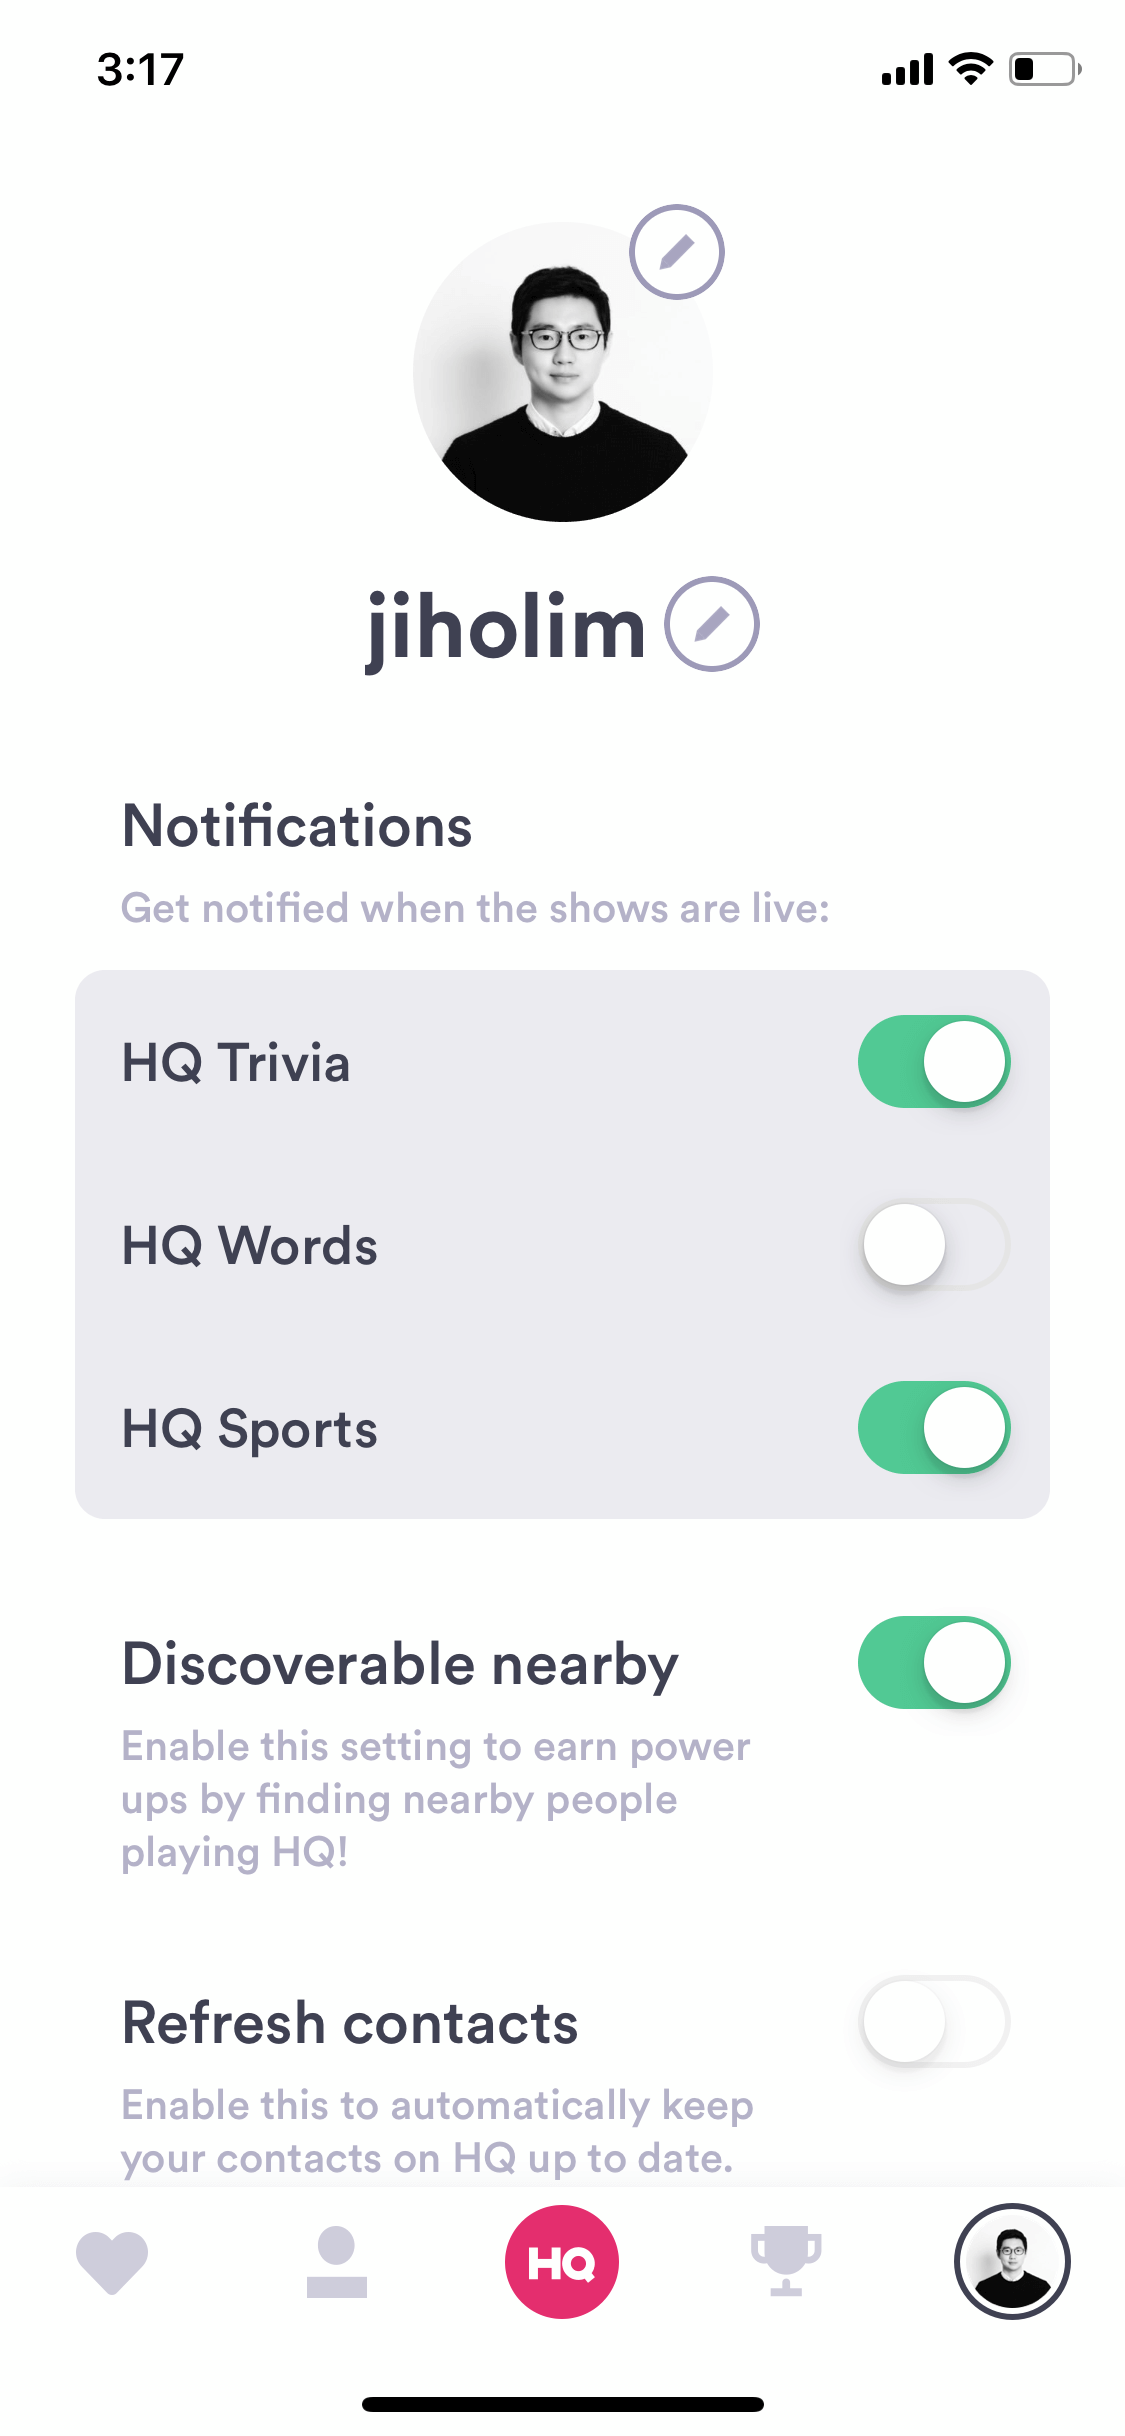 3:17
jiholim
Notifications
Get notified when the shows are live:
HQ Trivia
HQ Words
HQ Sports
Discoverable nearby
Enable this setting to earn power
ups by finding nearby people
playing HQ!
Refresh contacts
Enable this to automatically keep
your contacts on HQ up to date.
HQ